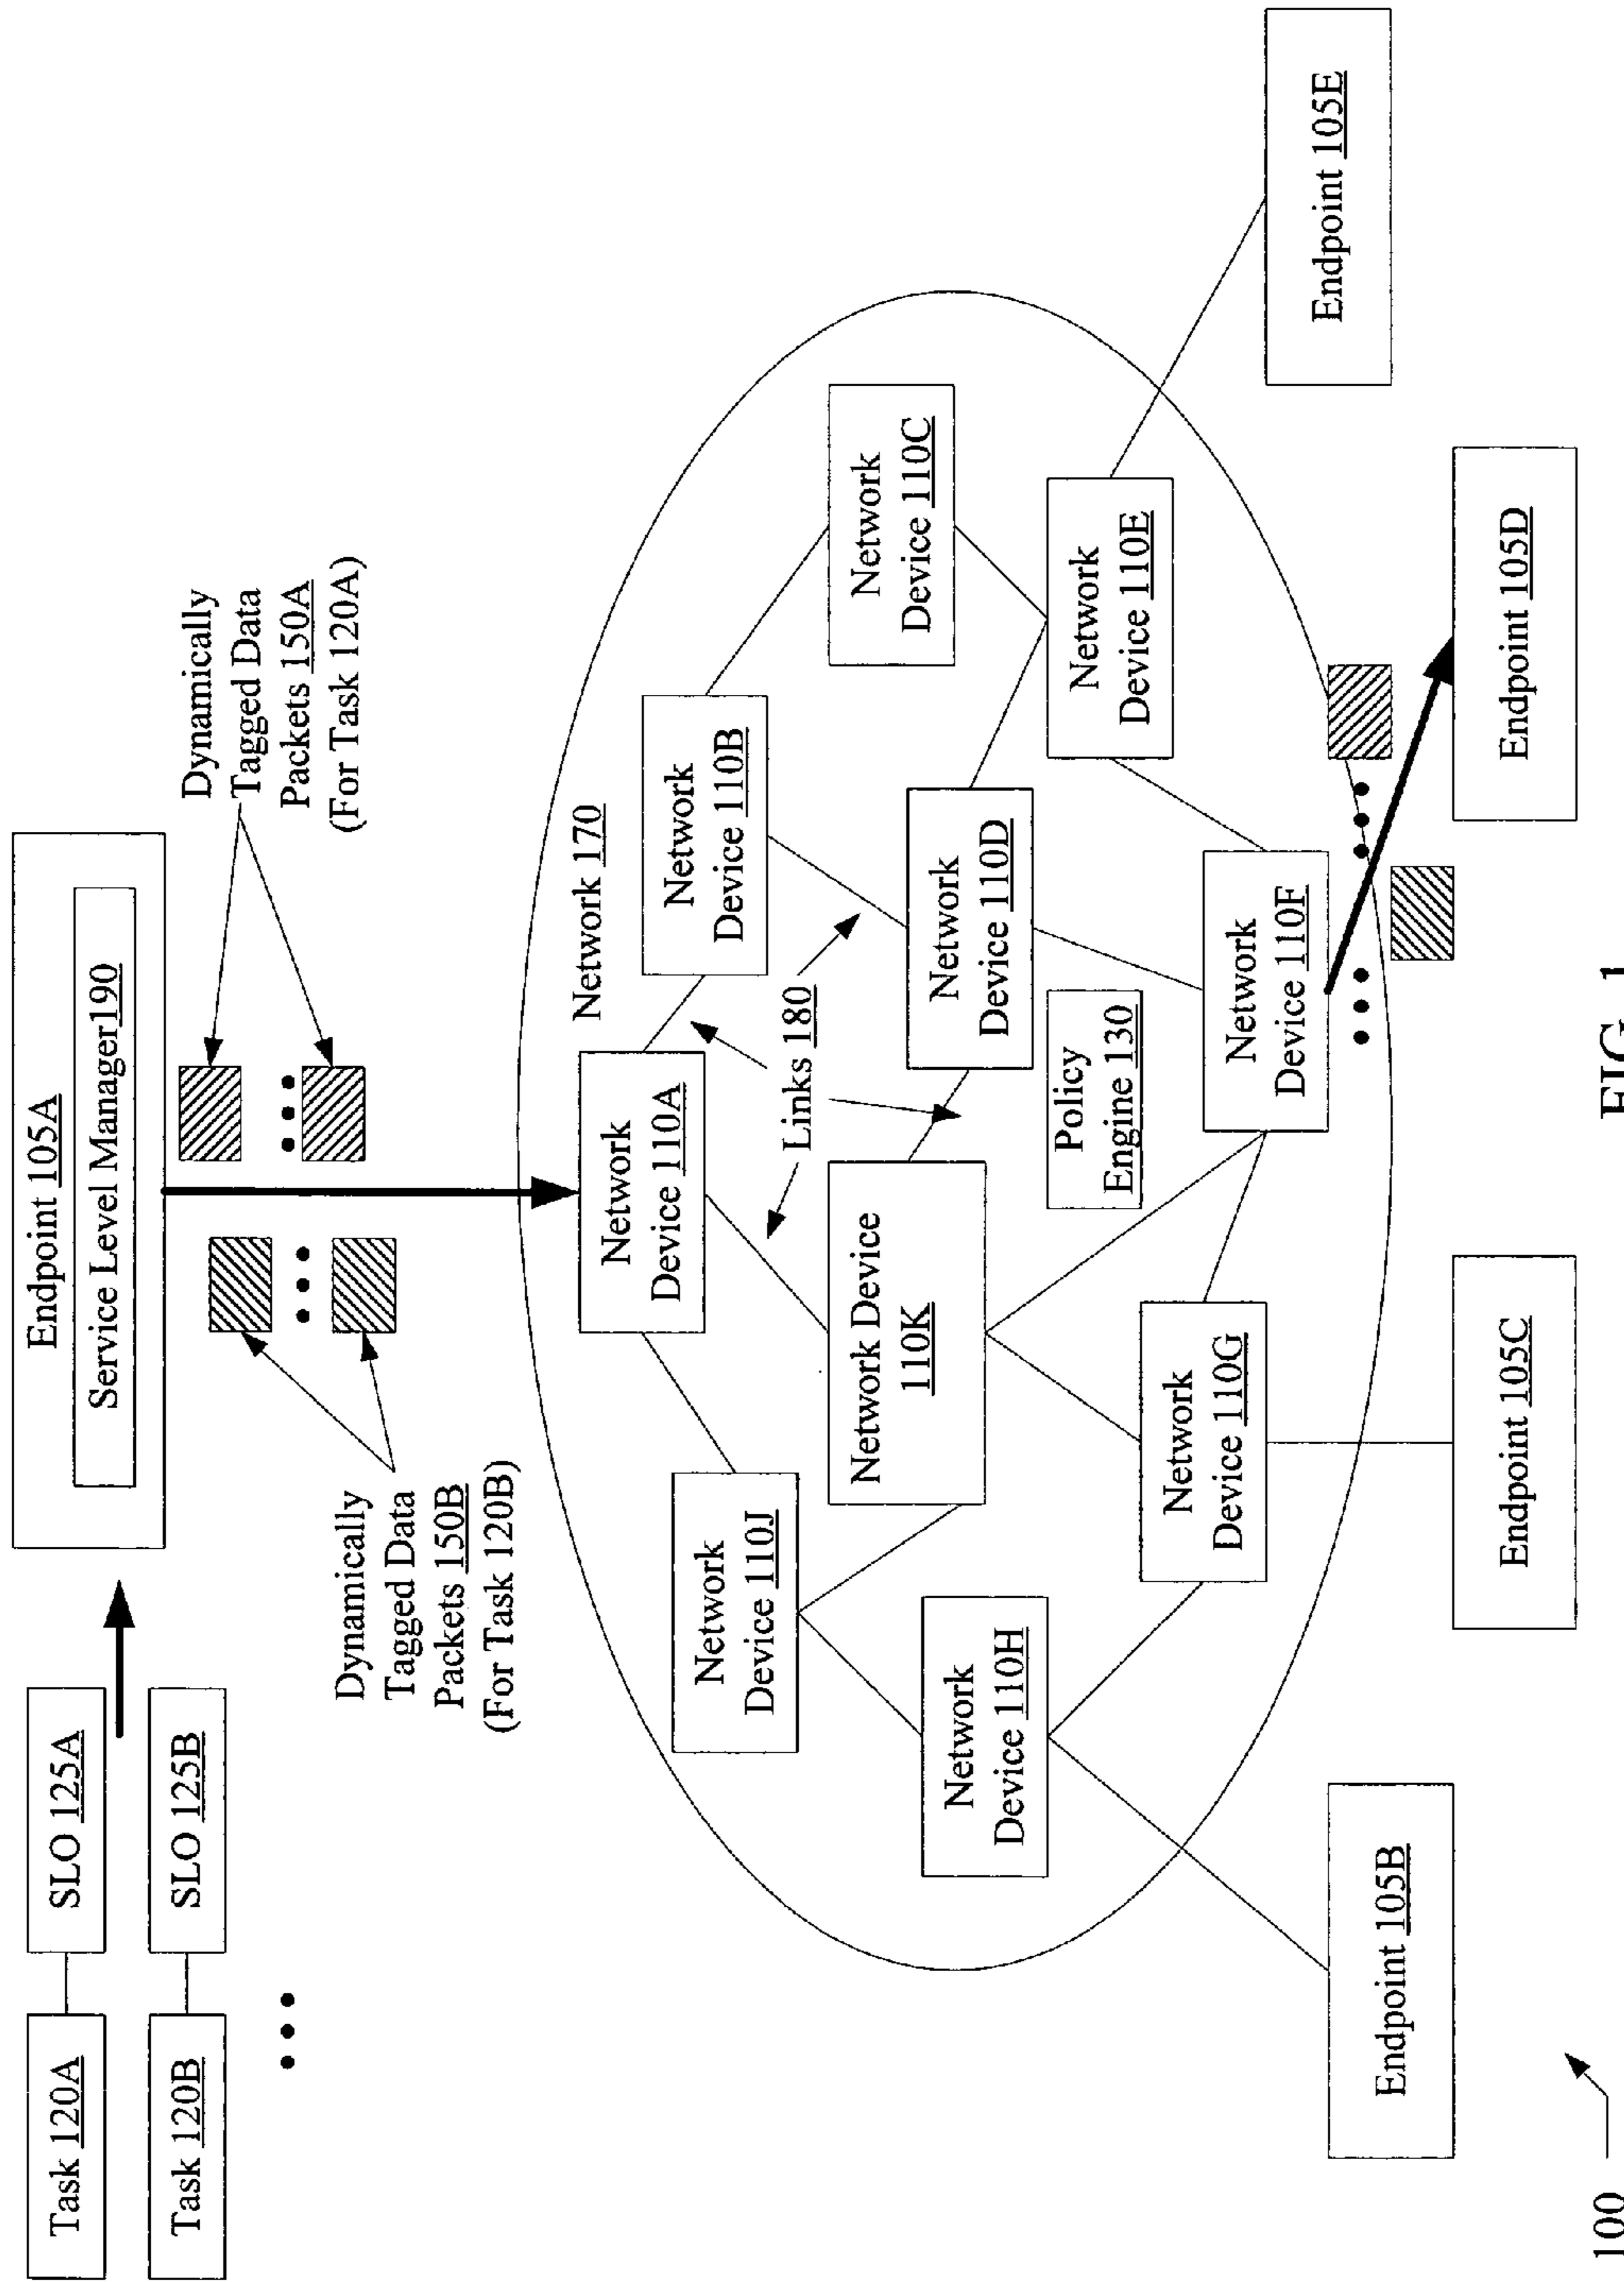 Task 120A
SLO 125A
Task 120B
SLO 125B
Endpoint 105A
Service Level Manager190
Dynamically
Tagged Data
Packets 150B
(For Task 120B)
Dynamically
Tagged Data
Packets 150A
(For Task 120A)
Network 170
Network
Device 110A
Network
Device 110B
Network
Device 110J
Links 180
Network Device
110K
Network
Device 110C
Network
Device 110D
Network
Device 110H
Policy
Engine 130
Network
Device 110E
Network
Device 110G
Network
Device 110F
Endpoint 105B
Endpoint 105C
Endpoint 105D
Endpoint 105E
100
FIG. 1